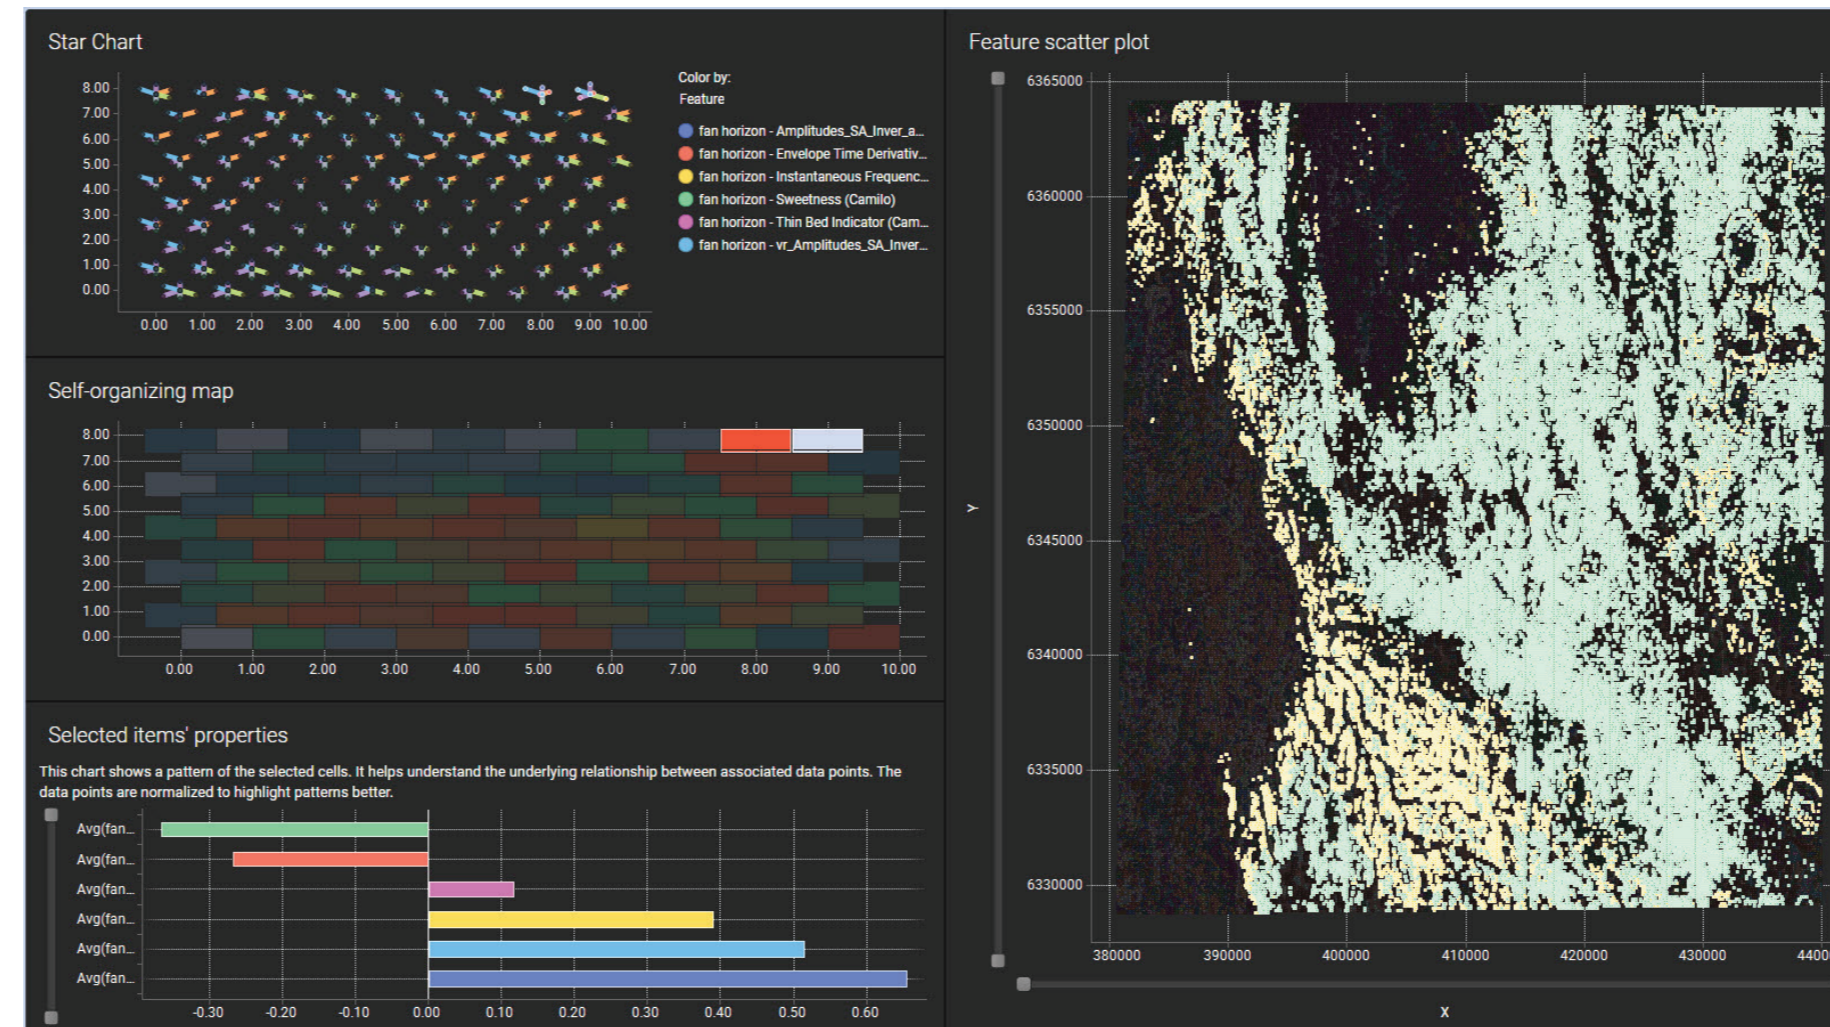 Star Chart
8.00
7.00
6.00
5.00
4.00
3.00
2.00
1.00
0.00
0.00 1.00 2.00 3.00 4.00 5.00 6.00 7.00 8.00 9.00 10.00
Color by:
Feature
fan horizon - Amplitudes_SA_Inver_a...
fan horizon - Envelope Time Derivativ...
fan horizon - Instantaneous Frequenc...
fan horizon - Sweetness (Camilo)
fan horizon - Thin Bed Indicator (Cam...
fan horizon - vr_Amplitudes_SA_Inver...
Self-organizing map
8.00
7.00
6.00
5.00
4.00
3.00
2.00
1.00
0.00
0.00 1.00 2.00 3.00 4.00 5.00 6.00 7.00 8.00 9.00 10.00
Selected items' properties
This chart shows a pattern of the selected cells. It helps understand the underlying relationship between associated data points. The
data points are normalized to highlight patterns better.
Avg(fan...
Avg(fan...
Avg(fan...
Avg(fan...
Avg(fan...
Avg(fan...
-0.30 -0.20 -0.10 0.00 0.10 0.20 0.30 0.40 0.50 0.60
Feature scatter plot
6365000
6360000
6355000
6350000
6345000
6340000
6335000
6330000
Y
380000 390000 400000 410000 420000 430000 4400
X